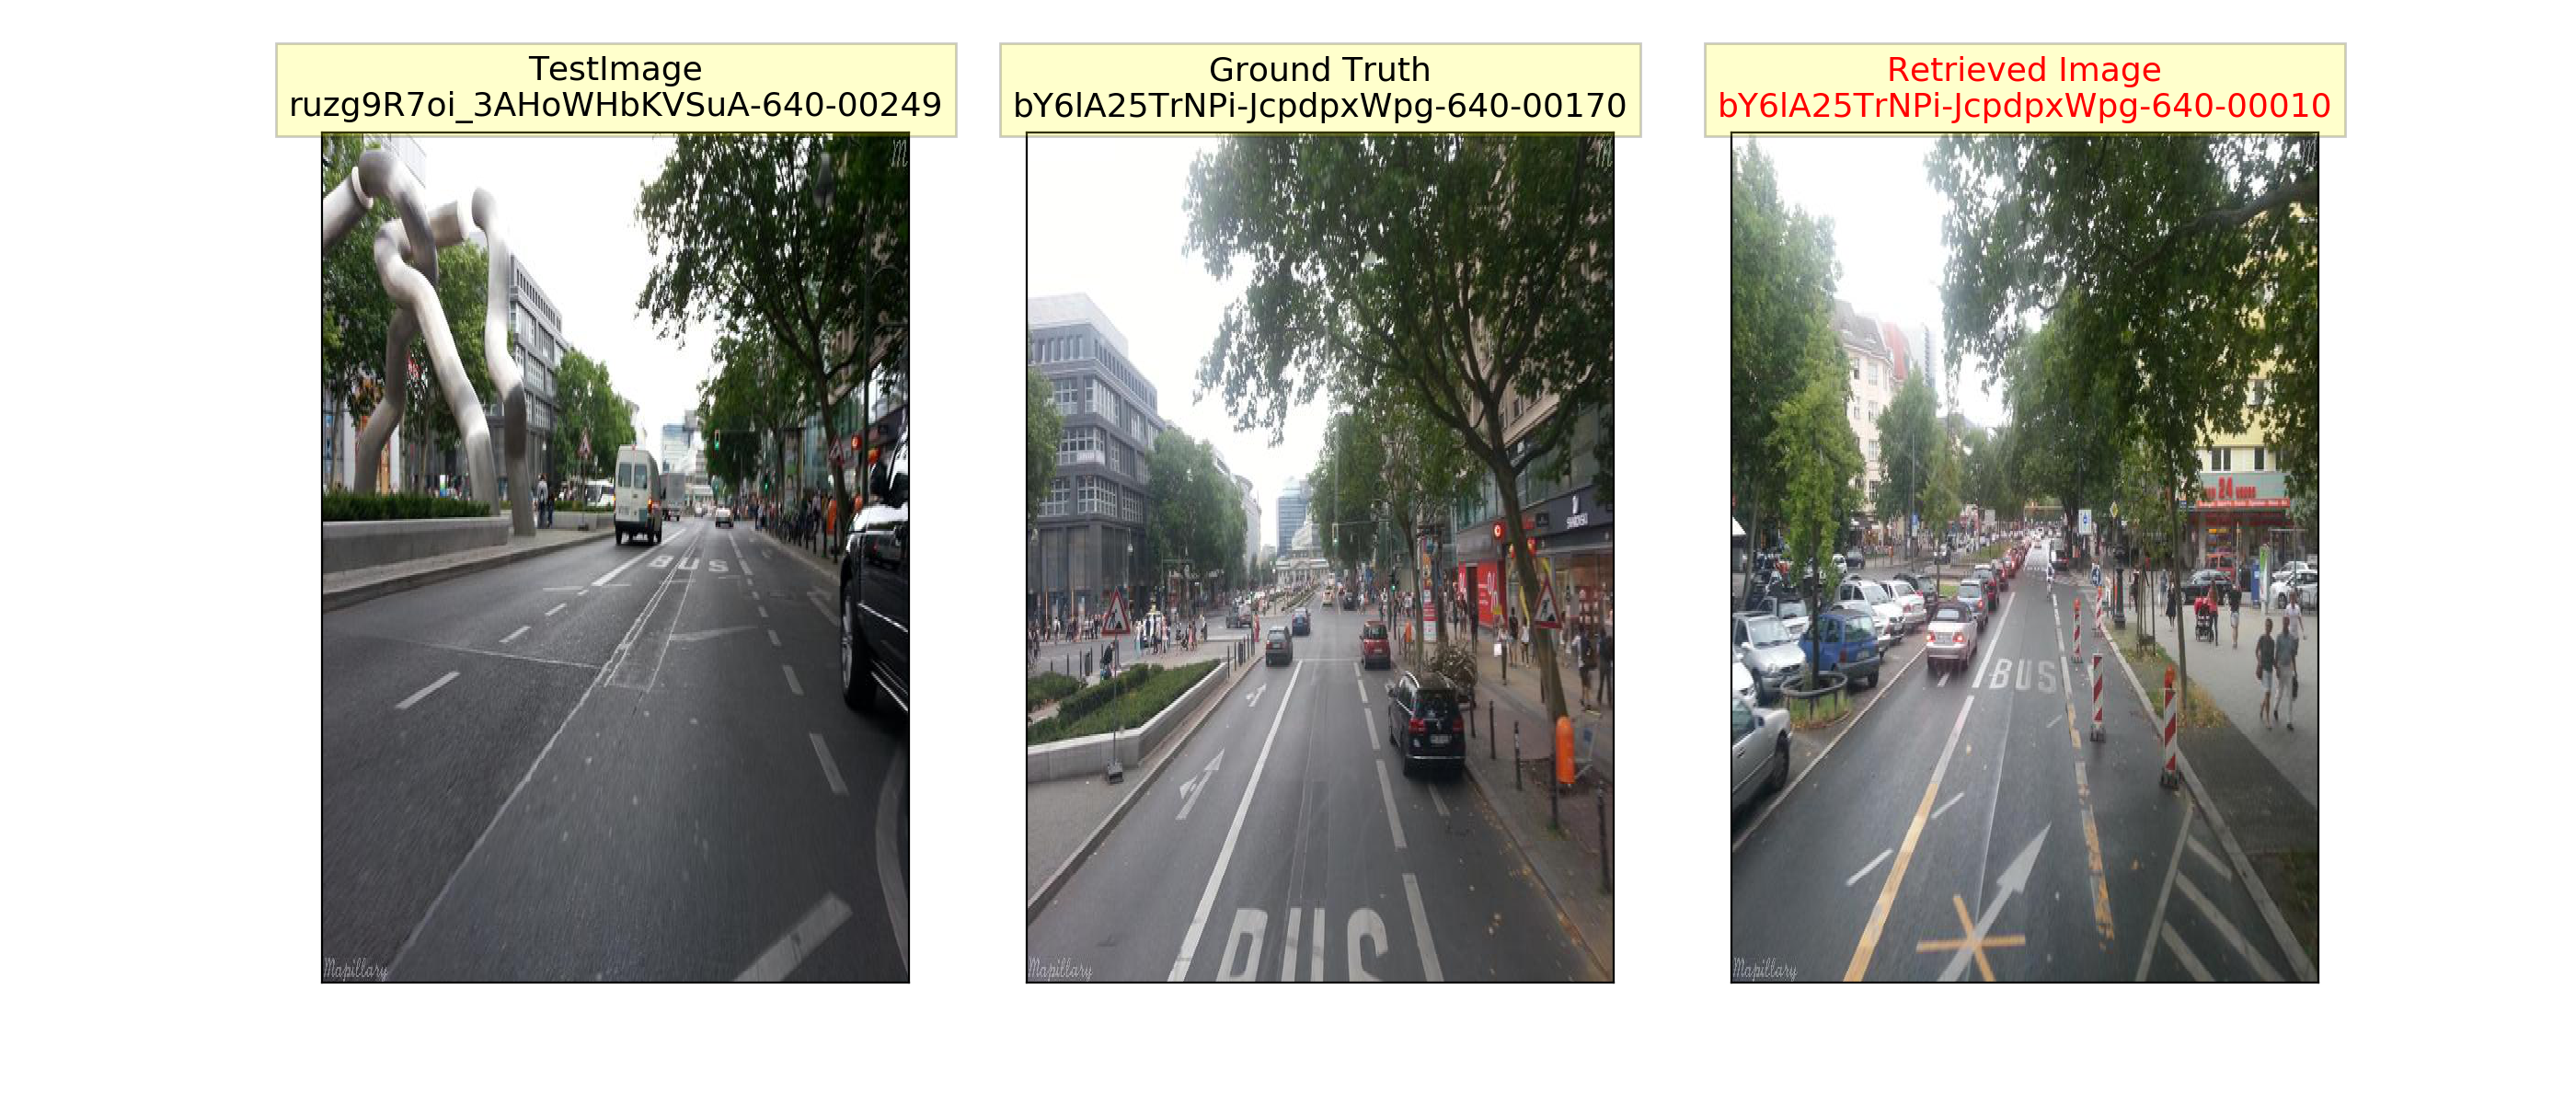 TestImage
ruzg9R7oi_3AHoWHbKVSuA-640-00249
Ground Truth
bY6lA25TrNPi-JcpdpxWpg-640-00170
Retrieved Image
bY6lA25TrNPi-JcpdpxWpg-640-00010
M
M
M
BUS
BUS
BUS
24
%
Mapillary
Mapillary
Mapillary